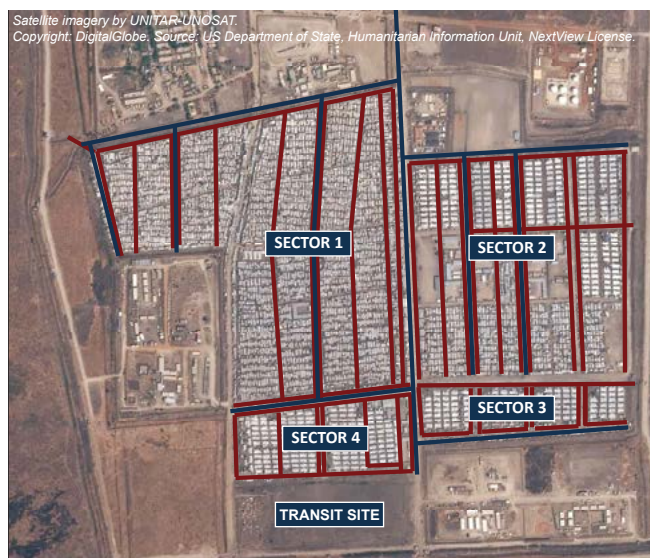 Satellite imagery by UNITAR-UNOSAT.
Copyright: DigitalGlobe. Source: US Department of State, Humanitarian Information Unit, NextView License.
SECTOR 1
SECTOR 2
SECTOR 3
SECTOR 4
TRANSIT SITE